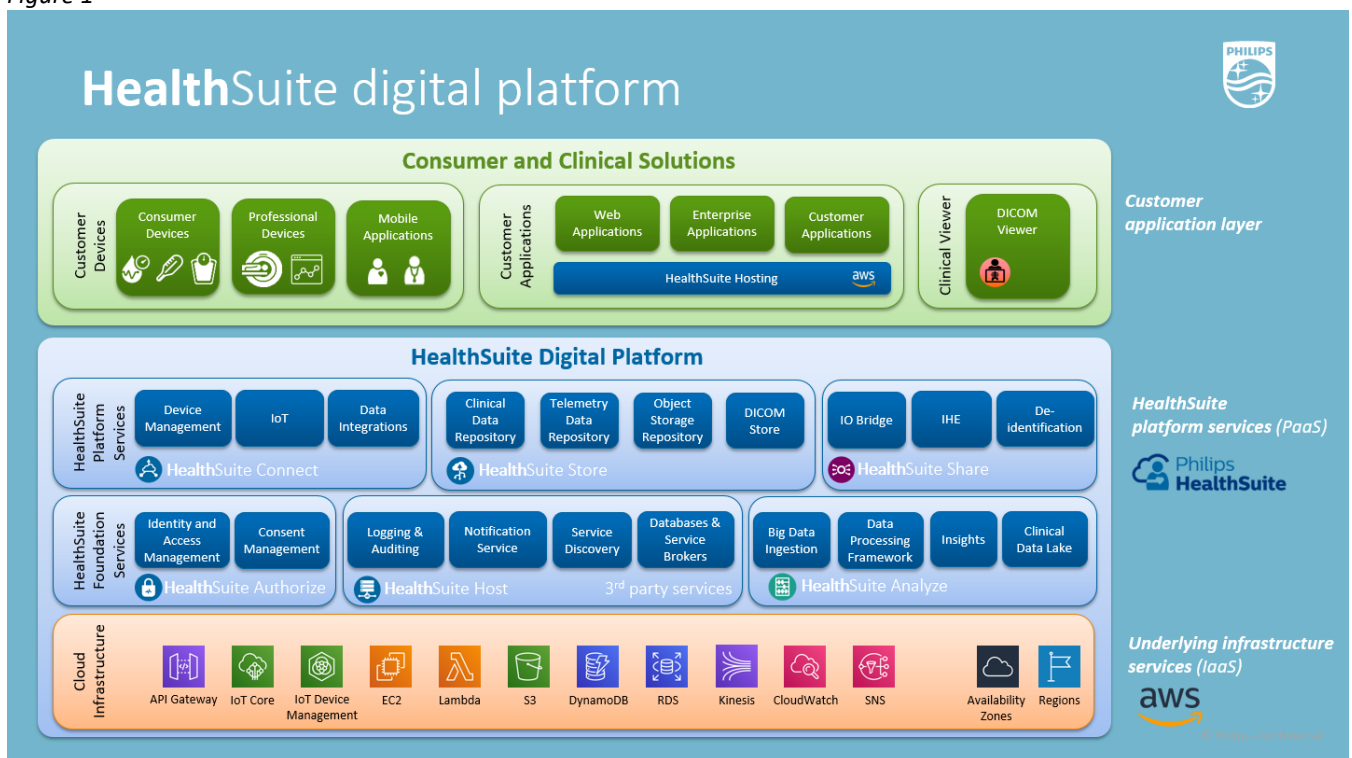 Figure 1
PHILIPS
HealthSuite digital platform
Consumer and Clinical Solutions
Customer
Devices
Consumer
Devices
Professional
Devices
Mobile
Applications
Customer
Applications
Web
Applications
Enterprise
Applications
Customer
Applications
HealthSuite Hosting
aws
Clinical Viewer
DICOM
Viewer
Customer
application layer
HealthSuite Digital Platform
HealthSuite
Platform
Services
Device
Management
IoT
Data
Integrations
HealthSuite Connect
Clinical
Data
Repository
Telemetry
Data
Repository
Object
Storage
Repository
DICOM
Store
HealthSuite Store
IO Bridge
IHE
De-
identification
HealthSuite Share
HealthSuite
platform services (PaaS)
Philips
HealthSuite
HealthSuite
Foundation
Services
Identity and
Access
Management
Consent
Management
HealthSuite Authorize
Logging &
Auditing
Notification
Service
Service
Discovery
Databases &
Service
Brokers
HealthSuite Host
3rd party services
Big Data
Ingestion
Data
Processing
Framework
Insights
Clinical
Data Lake
HealthSuite Analyze
Cloud
Infrastructure
API Gateway
IoT Core
IoT Device
Management
EC2
Lambda
S3
DynamoDB
RDS
Kinesis
CloudWatch
SNS
Availability
Zones
Regions
Underlying infrastructure
services (IaaS)
aws